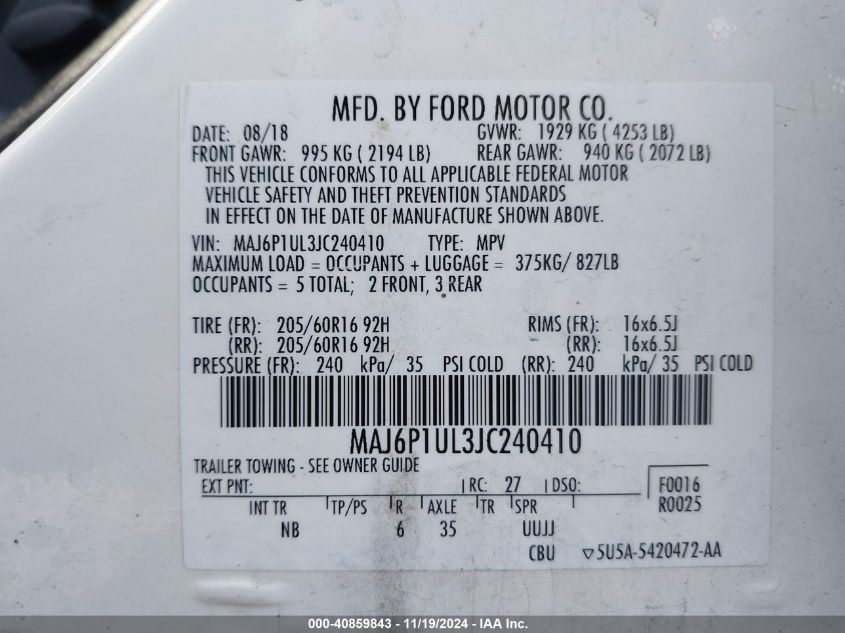 MFD. BY FORD MOTOR CO.
DATE: 08/18 GVWR: 1929 KG ( 4253 LB)
FRONT GAWR: 995 KG ( 2194 LB) REAR GAWR: 940 KG ( 2072 LB)
THIS VEHICLE CONFORMS TO ALL APPLICABLE FEDERAL MOTOR
VEHICLE SAFETY AND THEFT PREVENTION STANDARDS
IN EFFECT ON THE DATE OF MANUFACTURE SHOWN ABOVE.
VIN: MAJ6P1UL3JC240410 TYPE: MPV
MAXIMUM LOAD = OCCUPANTS + LUGGAGE = 375KG/ 827LB
OCCUPANTS = 5 TOTAL; 2 FRONT, 3 REAR
TIRE (FR): 205/60R16 92H RIMS (FR): 16x6.5J
(RR): 205/60R16 92H (RR): 16x6.5J
PRESSURE (FR): 240 kPa/ 35 PSI COLD (RR): 240 kPa/ 35 PSI COLD
MAJ6P1UL3JC240410
TRAILER TOWING - SEE OWNER GUIDE
EXT PNT: RC: 27 DSO: F0016
INT TR TP/PS R AXLE TR SPR R0025
NB 6 35 UUJJ
CBU ▽5U5A-5420472-AA
000-40859843 - 11/19/2024 - IAA Inc.